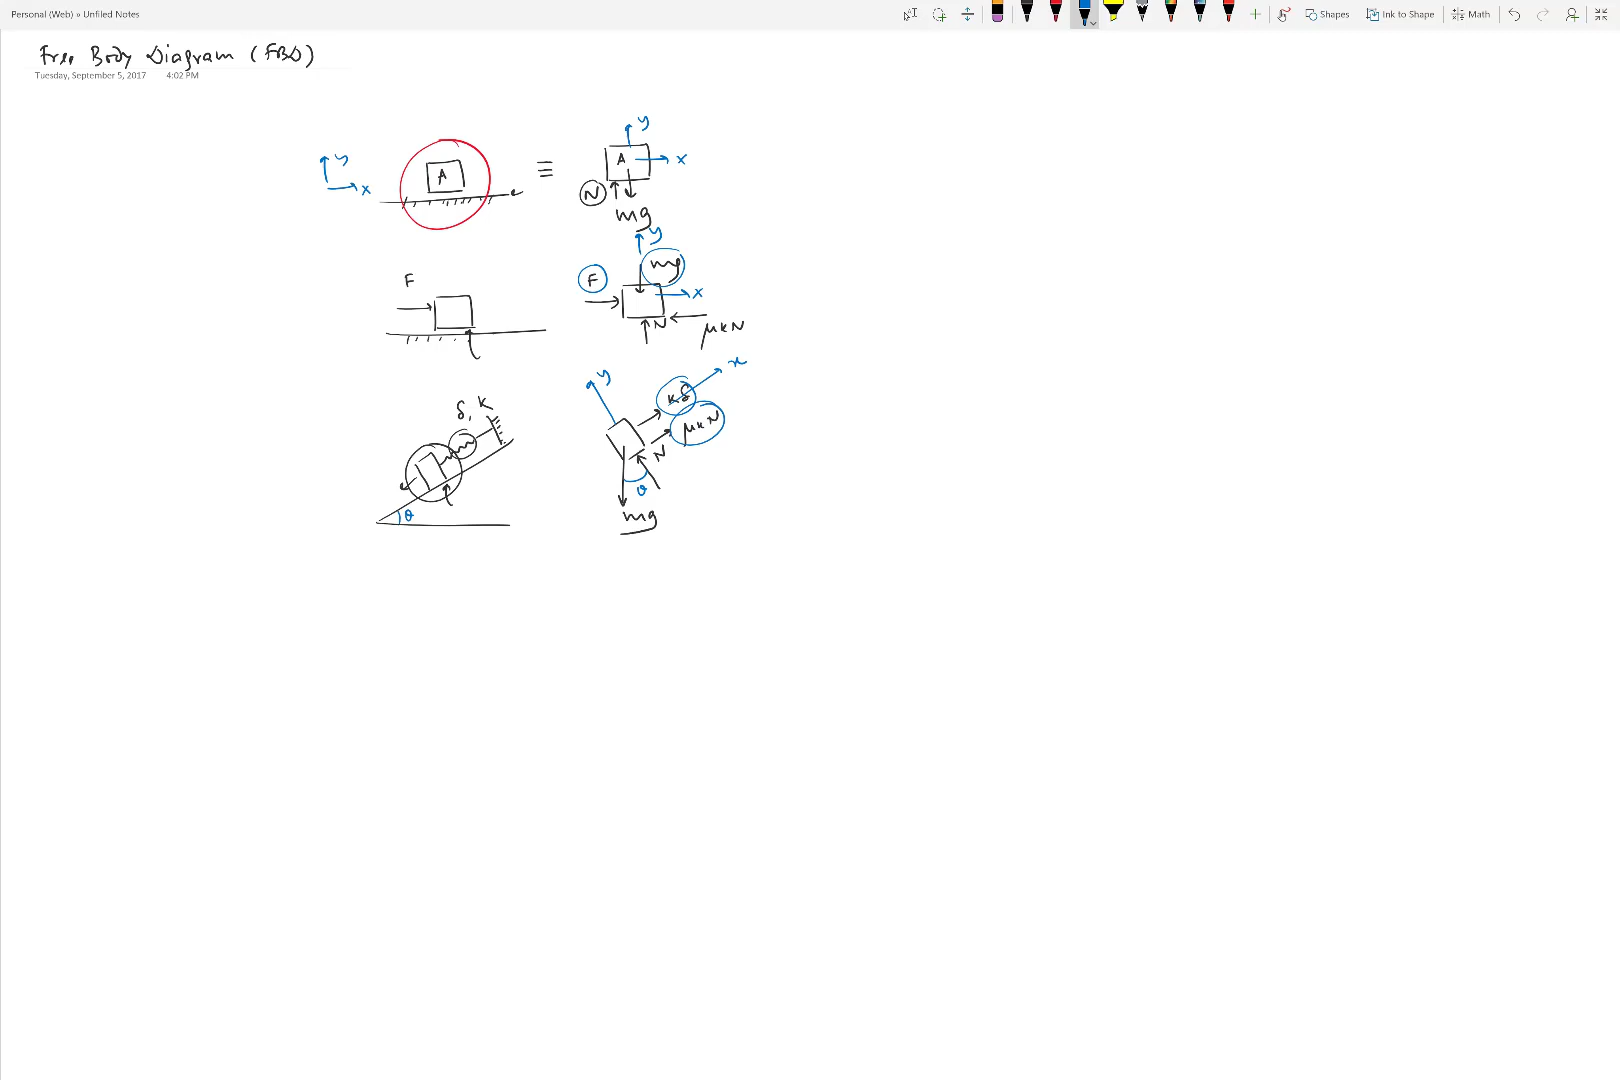 Personal (Web) » Unfiled Notes
Shapes
Ink to Shape
Math
Free Body Diagram (FBD)
Tuesday, September 5, 2017 4:02 PM
y
x
A
y
A
x
N
mg
F
y
mg
F
x
N
μkN
δ, k
θ
y
x
kδ
μkN
N
θ
mg